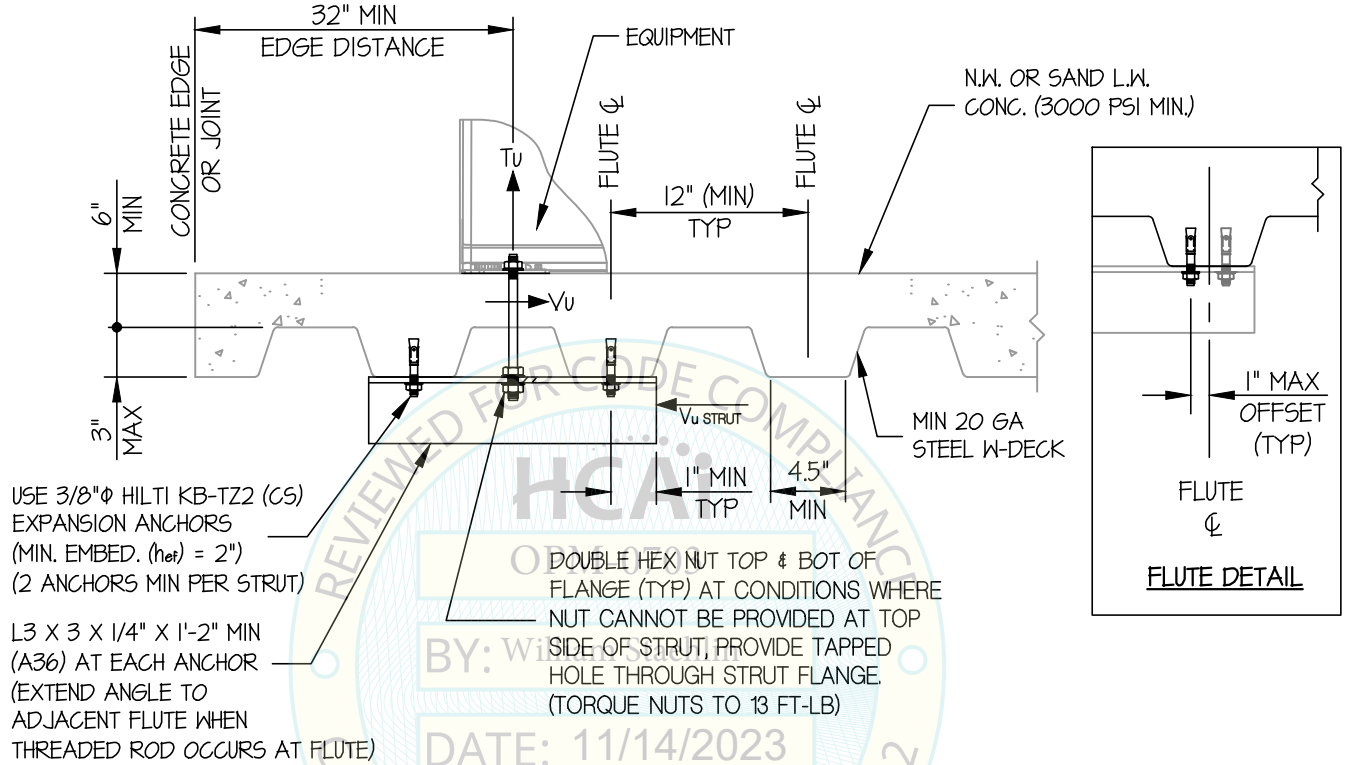 32" MIN
EDGE DISTANCE
CONCRETE EDGE
OR JOINT
EQUIPMENT
N.W. OR SAND L.W.
CONC. (3000 PSI MIN.)
FLUTE ℄
FLUTE ℄
Tu
12" (MIN)
TYP
6"
MIN
Vu
3"
MAX
Vu STRUT
MIN 20 GA
STEEL W-DECK
1" MIN
TYP
4.5"
MIN
1" MAX
OFFSET
(TYP)
FLUTE
℄
FLUTE DETAIL
USE 3/8"Φ HILTI KB-TZ2 (CS)
EXPANSION ANCHORS
(MIN. EMBED. (hef) = 2")
(2 ANCHORS MIN PER STRUT)
L3 X 3 X 1/4" X 1'-2" MIN
(A36) AT EACH ANCHOR
(EXTEND ANGLE TO
ADJACENT FLUTE WHEN
THREADED ROD OCCURS AT FLUTE)
DOUBLE HEX NUT TOP & BOT OF
FLANGE (TYP) AT CONDITIONS WHERE
NUT CANNOT BE PROVIDED AT TOP
SIDE OF STRUT, PROVIDE TAPPED
HOLE THROUGH STRUT FLANGE.
(TORQUE NUTS TO 13 FT-LB)
REVIEWED FOR CODE COMPLIANCE
HCAi
OPM-0783
BY: William Staehlin
DATE: 11/14/2023
2